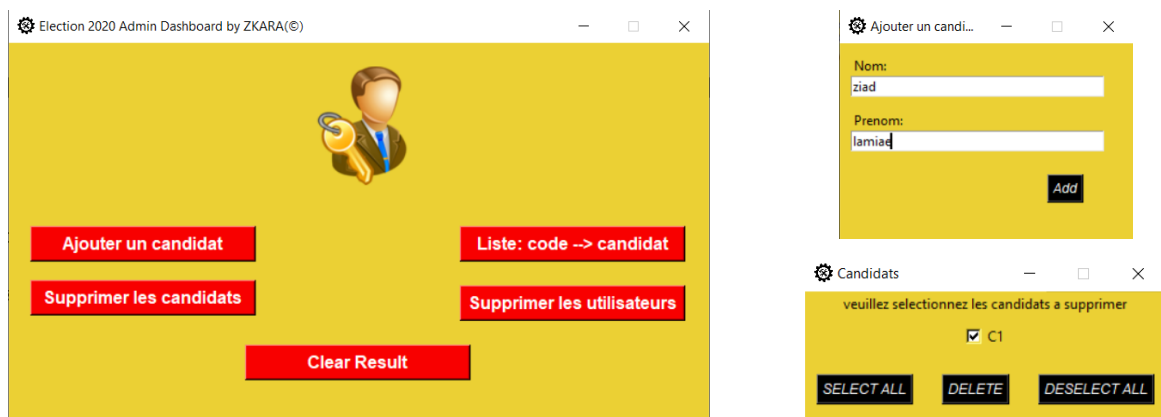 Election 2020 Admin Dashboard by ZKARA(©)
Ajouter un candidat
Liste: code --> candidat
Supprimer les candidats
Supprimer les utilisateurs
Clear Result
Ajouter un candi...
Nom:
ziad
Prenom:
lamiae
Add
Candidats
veuillez selectionnez les candidats a supprimer
C1
SELECT ALL
DELETE
DESELECT ALL